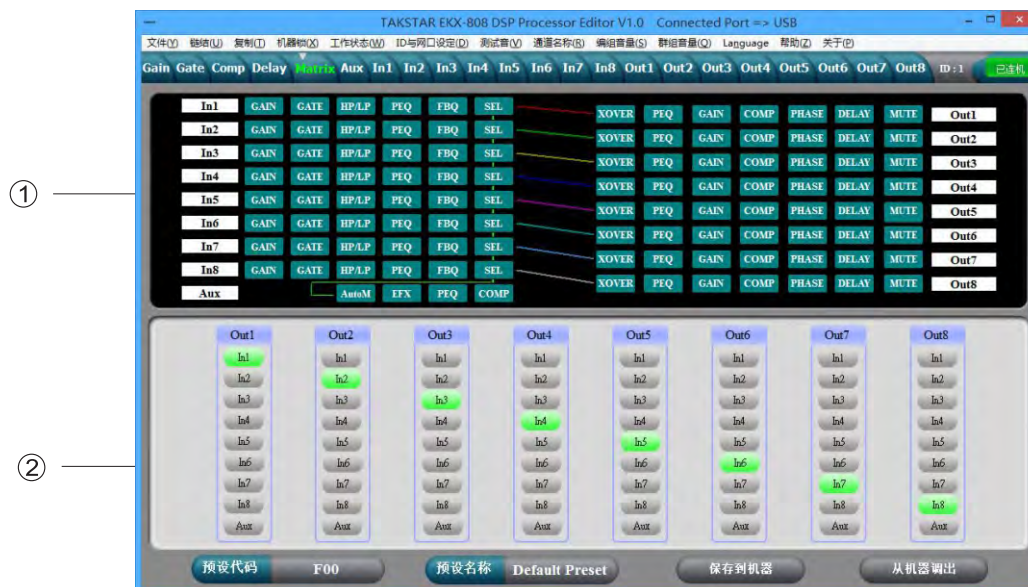 TAKSTAR EKX-808 DSP Processor Editor V1.0 Connected Port => USB
文件(Y) 链结(U) 复制(T) 机器锁(X) 工作状态(W) ID与网口设定(D) 测试音(V) 通道名称(R) 编组音量(S) 群组音量(Q) Language 帮助(Z) 关于(P)
Gain Gate Comp Delay Matrix Aux In1 In2 In3 In4 In5 In6 In7 In8 Out1 Out2 Out3 Out4 Out5 Out6 Out7 Out8 ID:1 已连机
①
In1 GAIN GATE HP/LP PEQ FBQ SEL XOVER PEQ GAIN COMP PHASE DELAY MUTE Out1
In2 GAIN GATE HP/LP PEQ FBQ SEL XOVER PEQ GAIN COMP PHASE DELAY MUTE Out2
In3 GAIN GATE HP/LP PEQ FBQ SEL XOVER PEQ GAIN COMP PHASE DELAY MUTE Out3
In4 GAIN GATE HP/LP PEQ FBQ SEL XOVER PEQ GAIN COMP PHASE DELAY MUTE Out4
In5 GAIN GATE HP/LP PEQ FBQ SEL XOVER PEQ GAIN COMP PHASE DELAY MUTE Out5
In6 GAIN GATE HP/LP PEQ FBQ SEL XOVER PEQ GAIN COMP PHASE DELAY MUTE Out6
In7 GAIN GATE HP/LP PEQ FBQ SEL XOVER PEQ GAIN COMP PHASE DELAY MUTE Out7
In8 GAIN GATE HP/LP PEQ FBQ SEL XOVER PEQ GAIN COMP PHASE DELAY MUTE Out8
Aux AutoM EFX PEQ COMP
②
Out1 Out2 Out3 Out4 Out5 Out6 Out7 Out8
In1 In1 In1 In1 In1 In1 In1 In1
In2 In2 In2 In2 In2 In2 In2 In2
In3 In3 In3 In3 In3 In3 In3 In3
In4 In4 In4 In4 In4 In4 In4 In4
In5 In5 In5 In5 In5 In5 In5 In5
In6 In6 In6 In6 In6 In6 In6 In6
In7 In7 In7 In7 In7 In7 In7 In7
In8 In8 In8 In8 In8 In8 In8 In8
Aux Aux Aux Aux Aux Aux Aux Aux
预设代码 F00 预设名称 Default Preset 保存到机器 从机器调出